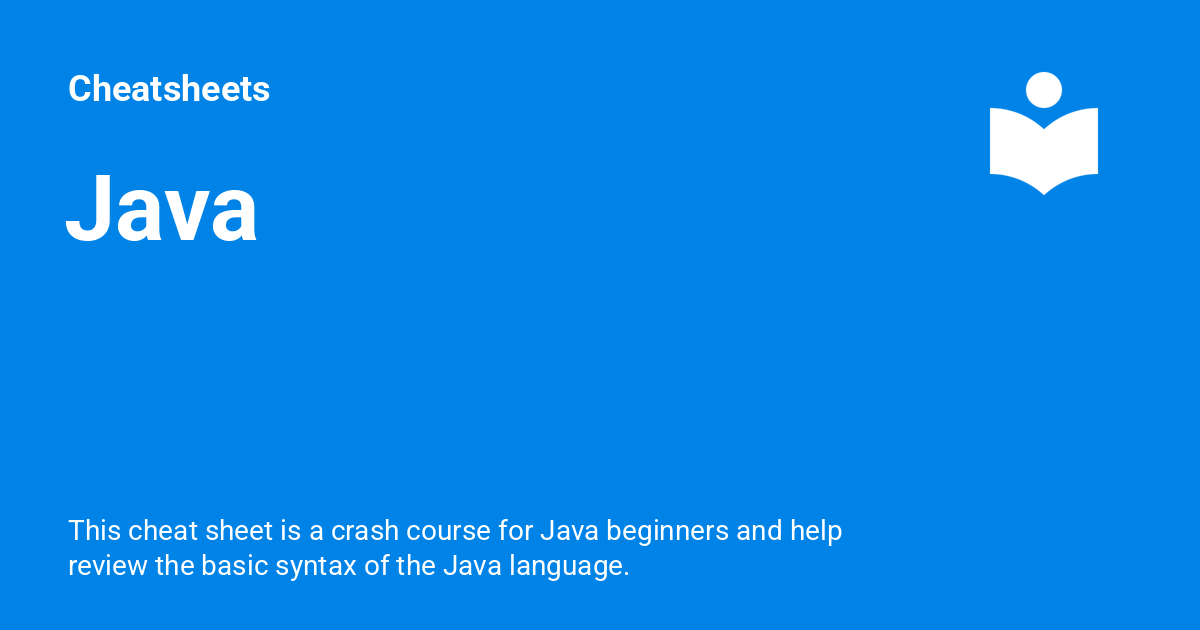 Cheatsheets
Java
This cheat sheet is a crash course for Java beginners and help
review the basic syntax of the Java language.